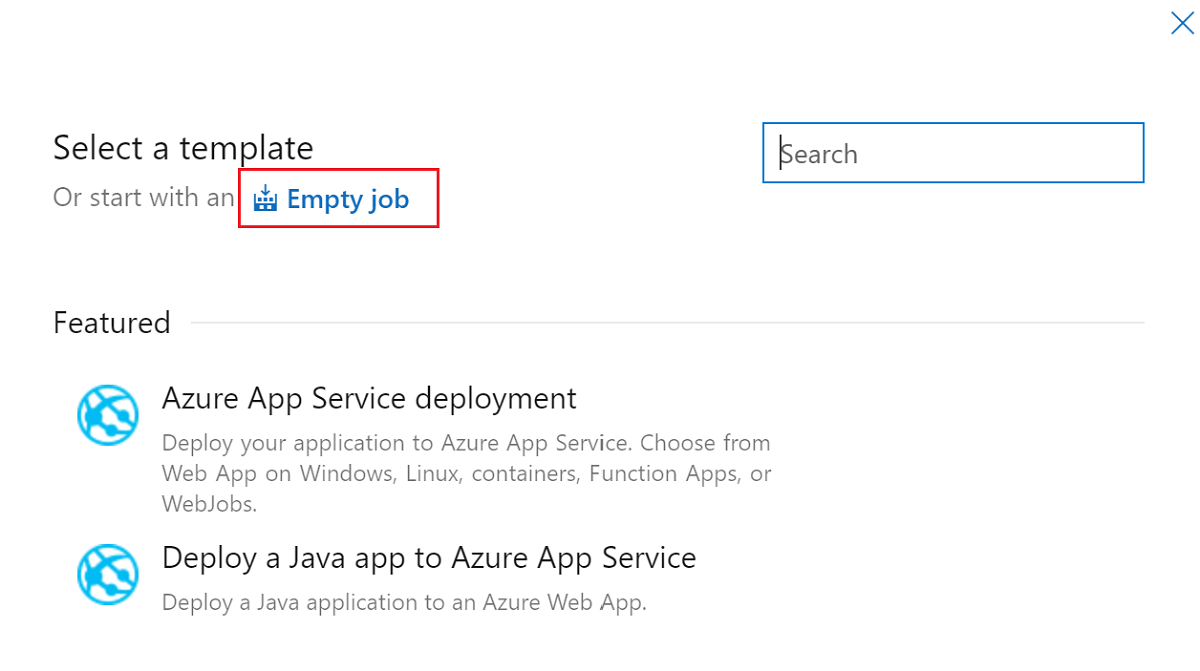 Select a template
Search
Or start with an Empty job
Featured
Azure App Service deployment
Deploy your application to Azure App Service. Choose from
Web App on Windows, Linux, containers, Function Apps, or
WebJobs.
Deploy a Java app to Azure App Service
Deploy a Java application to an Azure Web App.